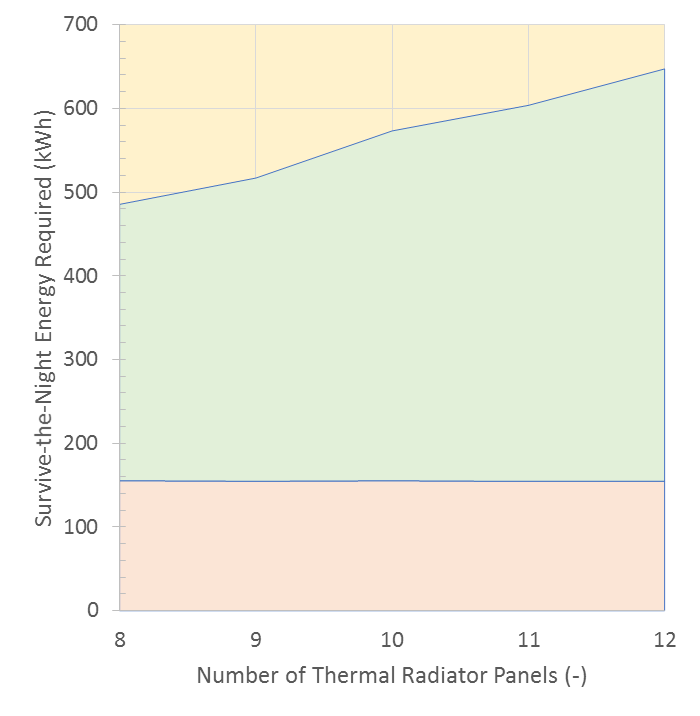 700
600
500
400
300
200
100
0
Survive-the-Night Energy Required (kWh)
8 9 10 11 12
Number of Thermal Radiator Panels (-)